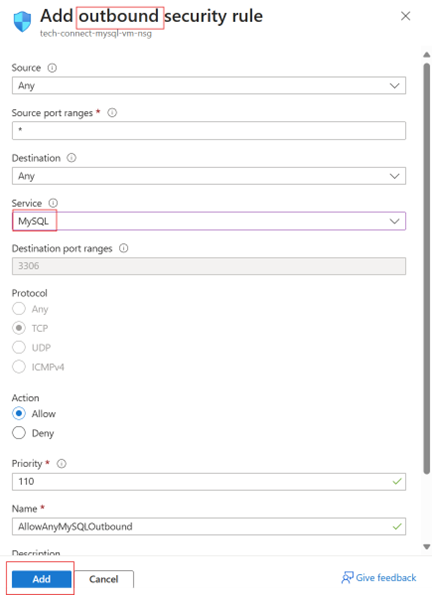 Add outbound security rule
tech-connect-mysql-vm-nsg
Source
Any
Source port ranges *
*
Destination
Any
Service
MySQL
Destination port ranges
3306
Protocol
Any
TCP
UDP
ICMPv4
Action
Allow
Deny
Priority *
110
Name *
AllowAnyMySQLOutbound
Description
Add Cancel Give feedback